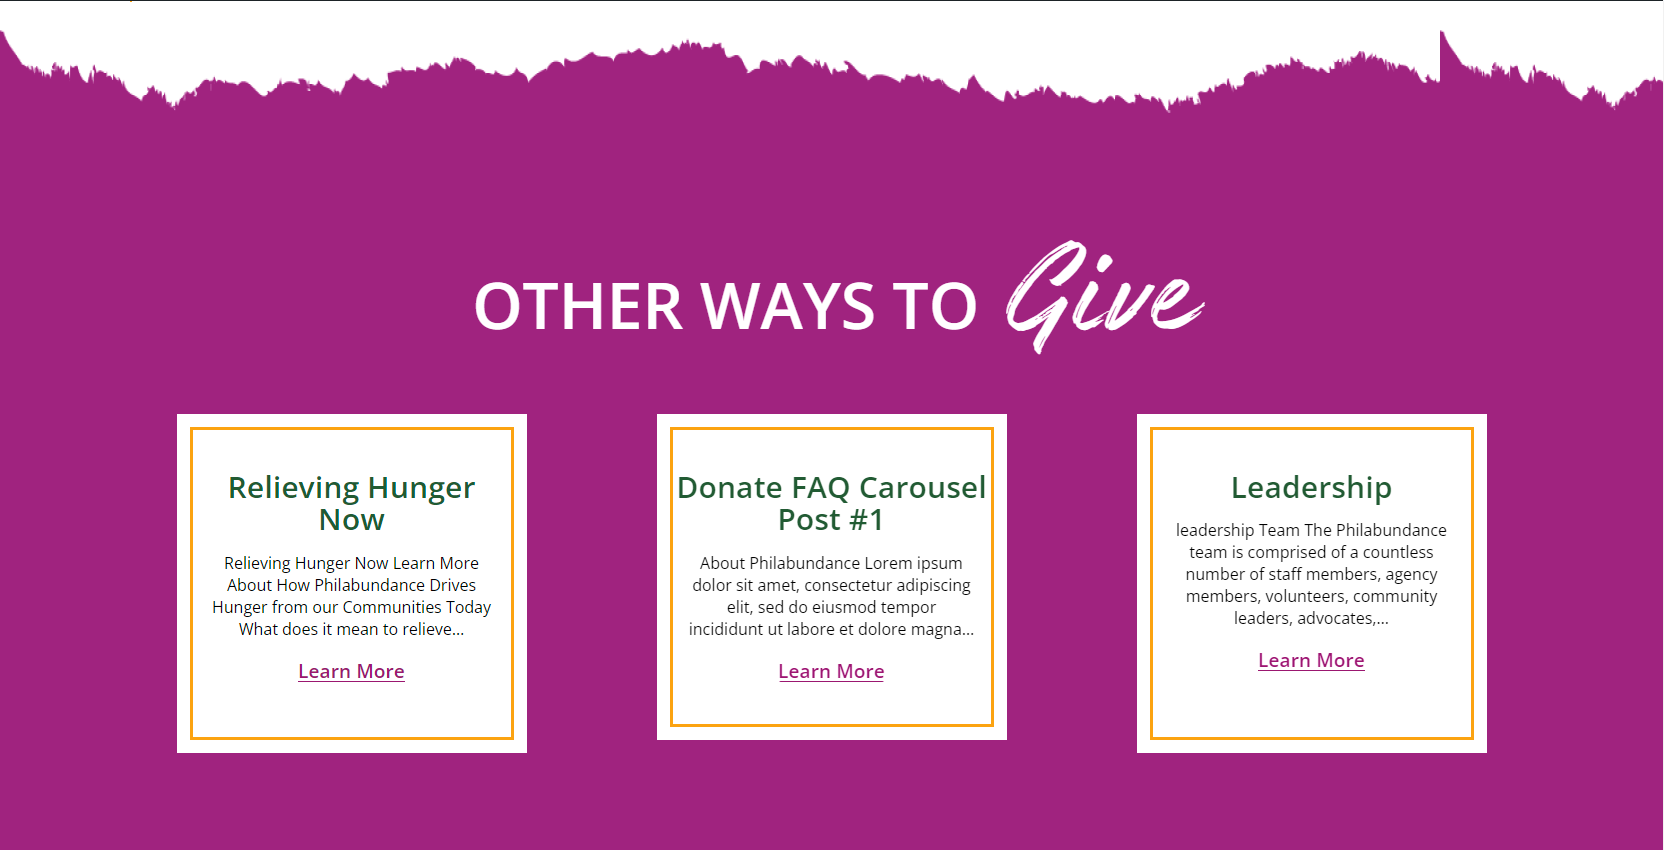 OTHER WAYS TO Give
Relieving Hunger
Now
Relieving Hunger Now Learn More
About How Philabundance Drives
Hunger from our Communities Today
What does it mean to relieve...
Learn More
Donate FAQ Carousel
Post #1
About Philabundance Lorem ipsum
dolor sit amet, consectetur adipiscing
elit, sed do eiusmod tempor
incididunt ut labore et dolore magna...
Learn More
Leadership
leadership Team The Philabundance
team is comprised of a countless
number of staff members, agency
members, volunteers, community
leaders, advocates,...
Learn More